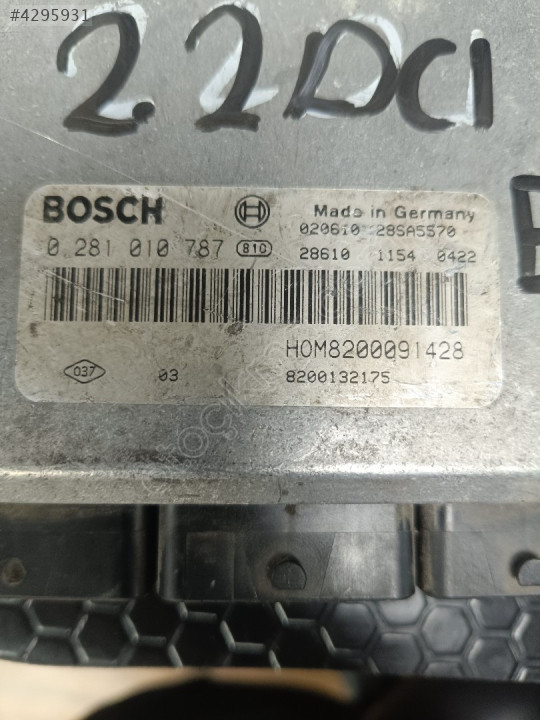 #4295931
2.2DCI
BOSCH
Made in Germany
020610 28SA5570
0 281 010 787 810
28610 1154 0422
HOM8200091428
037 .03
8200132175